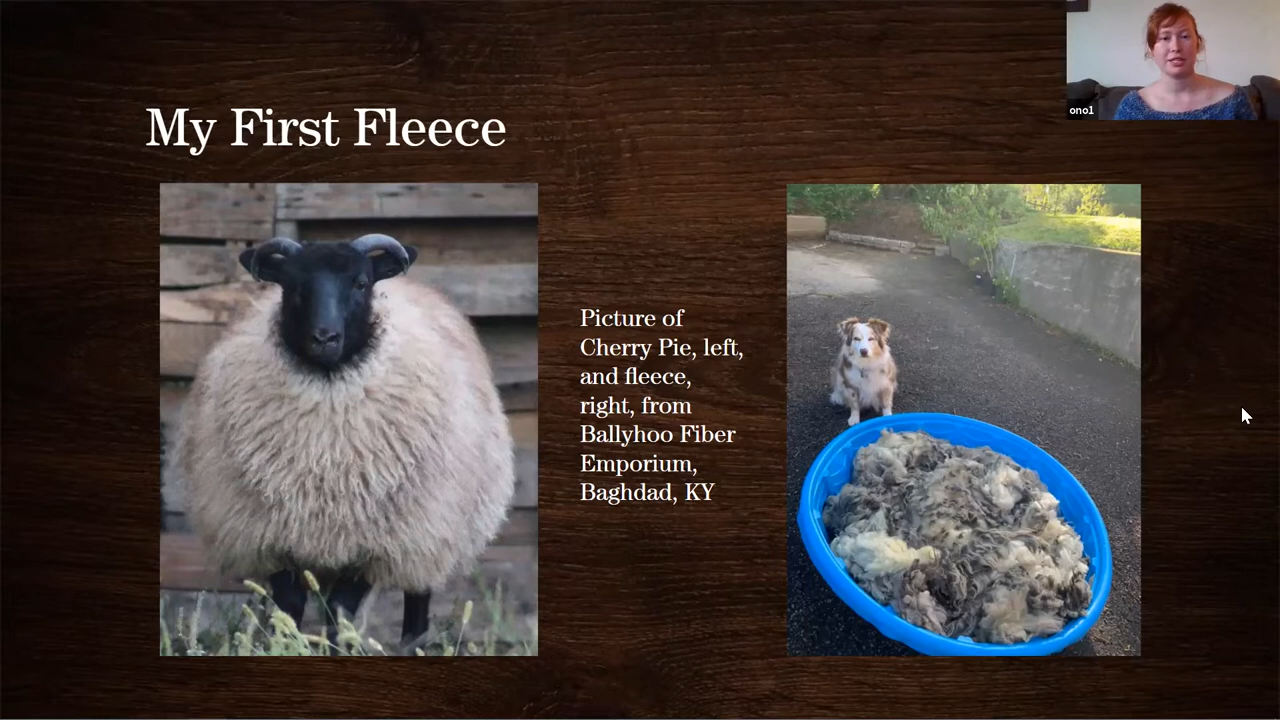 ono1
My First Fleece
Picture of
Cherry Pie, left,
and fleece,
right, from
Ballyhoo Fiber
Emporium,
Baghdad, KY